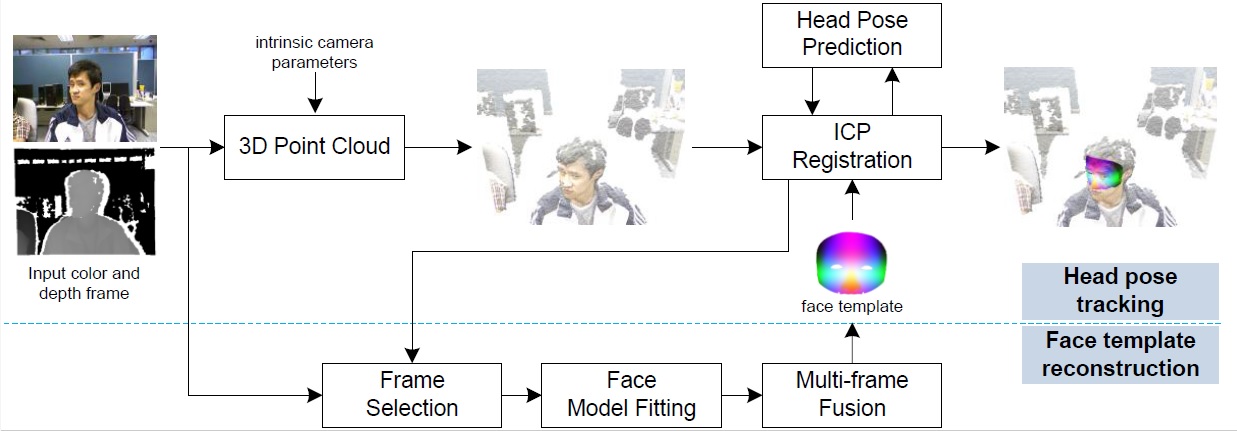 Head Pose
Prediction
intrinsic camera
parameters
3D Point Cloud
ICP
Registration
Input color and
depth frame
face template
Head pose
tracking
Face template
reconstruction
Frame
Selection
Face
Model Fitting
Multi-frame
Fusion